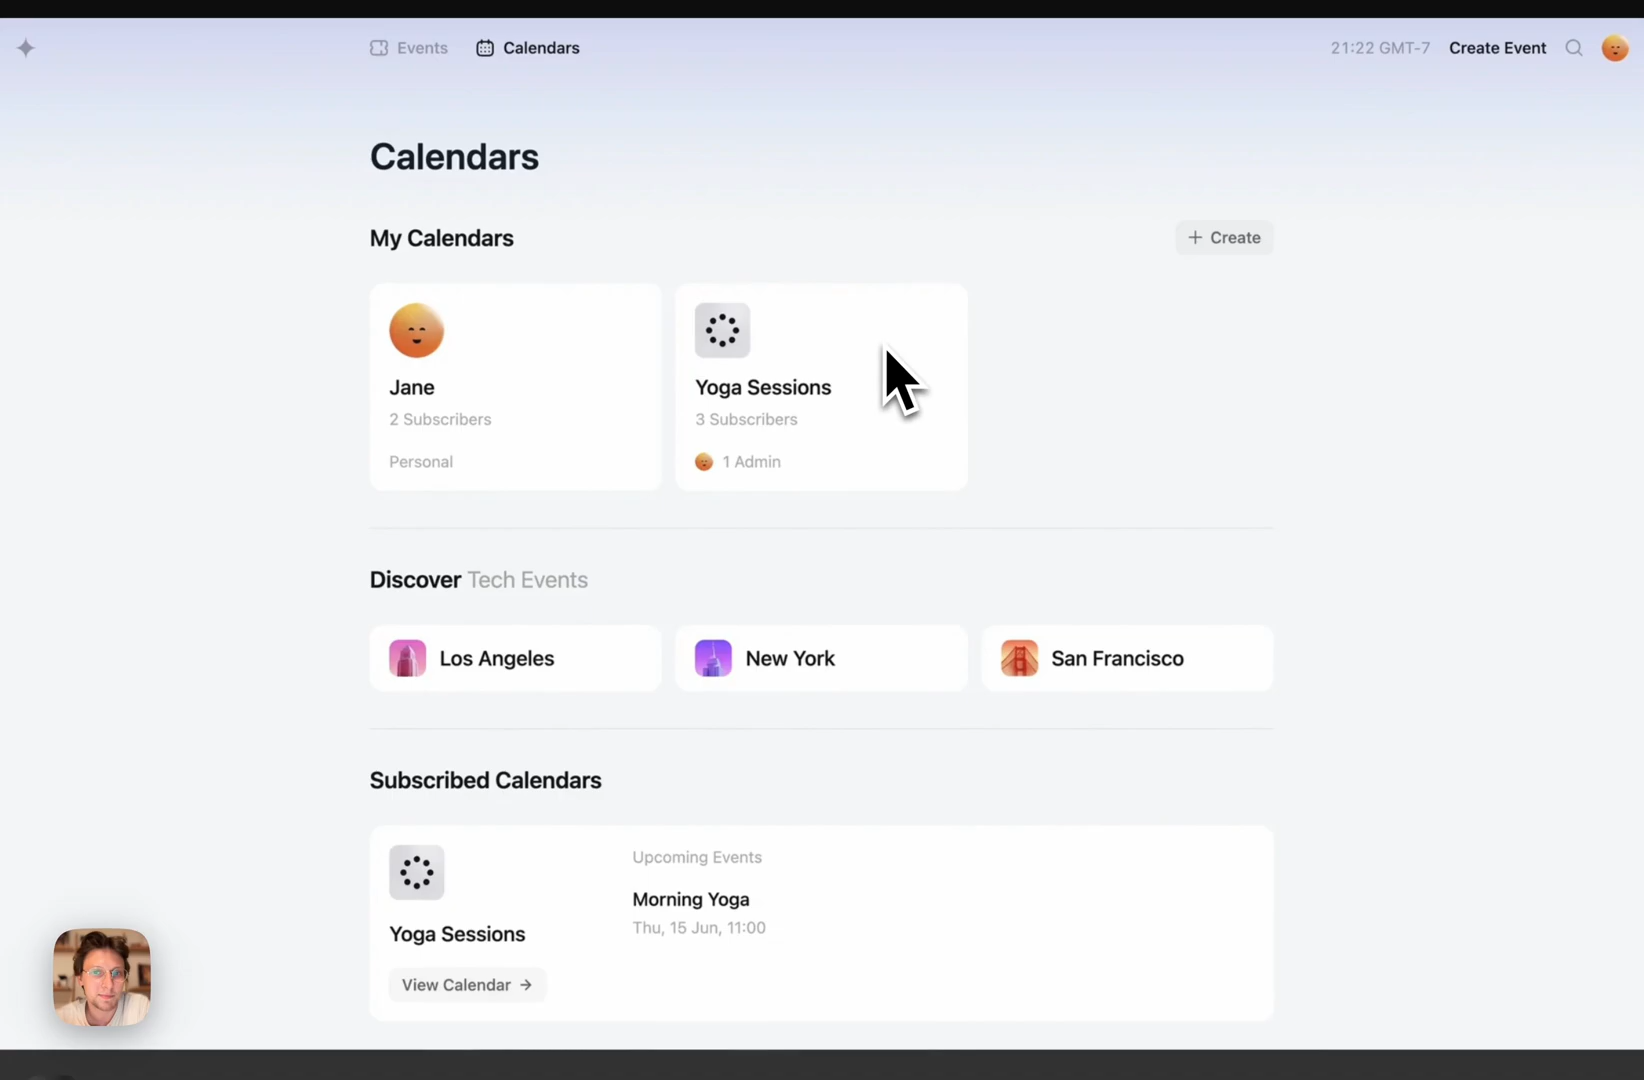 Events
Calendars
21:22 GMT-7
Create Event
Calendars
My Calendars
+ Create
Jane
2 Subscribers
Personal
Yoga Sessions
3 Subscribers
1 Admin
Discover Tech Events
Los Angeles
New York
San Francisco
Subscribed Calendars
Yoga Sessions
View Calendar →
Upcoming Events
Morning Yoga
Thu, 15 Jun, 11:00